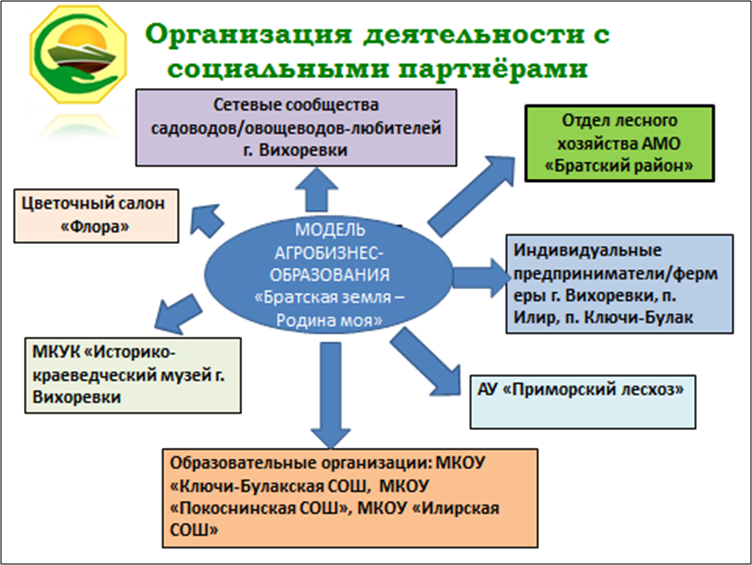 Организация деятельности с
социальными партнёрами
Сетевые сообщества
садоводов/овощеводов-любителей
г. Вихоревки
Отдел лесного
хозяйства АМО
«Братский район»
Цветочный салон
«Флора»
МОДЕЛЬ
АГРОБИЗНЕС-
ОБРАЗОВАНИЯ
«Братская земля –
Родина моя»
Индивидуальные
предприниматели/ферм
еры г. Вихоревки, п.
Илир, п. Ключи-Булак
МКУК «Историко-
краеведческий музей г.
Вихоревки
АУ «Приморский лесхоз»
Образовательные организации: МКОУ
«Ключи-Булакская СОШ, МКОУ
«Покоснинская СОШ», МКОУ «Илирская
СОШ»